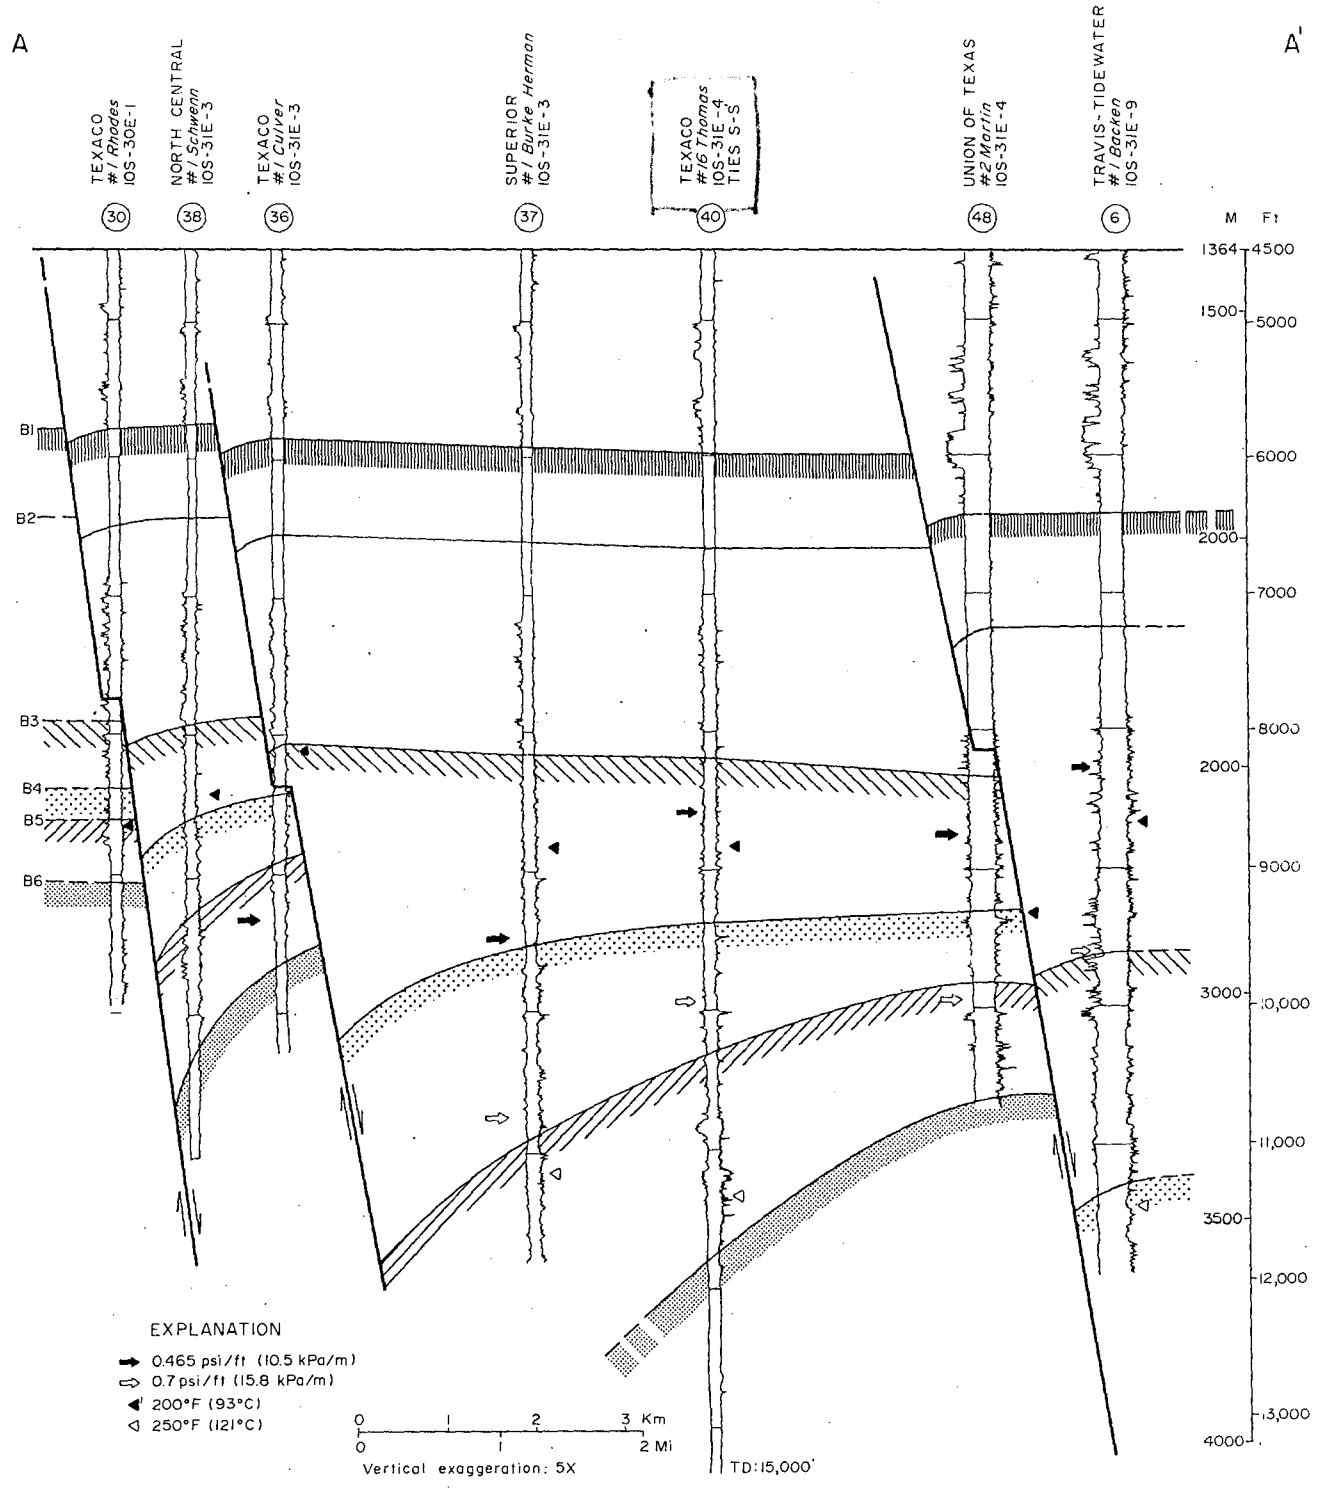 A
A'
TEXACO
#1 Rhodes
10S-30E-1
NORTH CENTRAL
#1 Schwenn
10S-31E-3
TEXACO
#1 Culver
10S-31E-3
SUPERIOR
#1 Burke Herman
10S-31E-3
TEXACO
#16 Thomas
10S-31E-4
TIES S-S'
UNION OF TEXAS
#2 Martin
10S-31E-4
TRAVIS-TIDEWATER
#1 Backen
10S-31E-9
30
38
36
37
40
48
6
M Ft
1364 4500
1500
5000
B1
6000
B2
2000
7000
B3
8000
2000
B4
B5
9000
B6
3000
10,000
11,000
3500
12,000
EXPLANATION
0.465 psi/ft (10.5 kPa/m)
0.7 psi/ft (15.8 kPa/m)
200°F (93°C)
250°F (121°C)
13,000
4000
0 1 2 3 Km
0 1 2 Mi
Vertical exaggeration: 5X
TD:15,000'